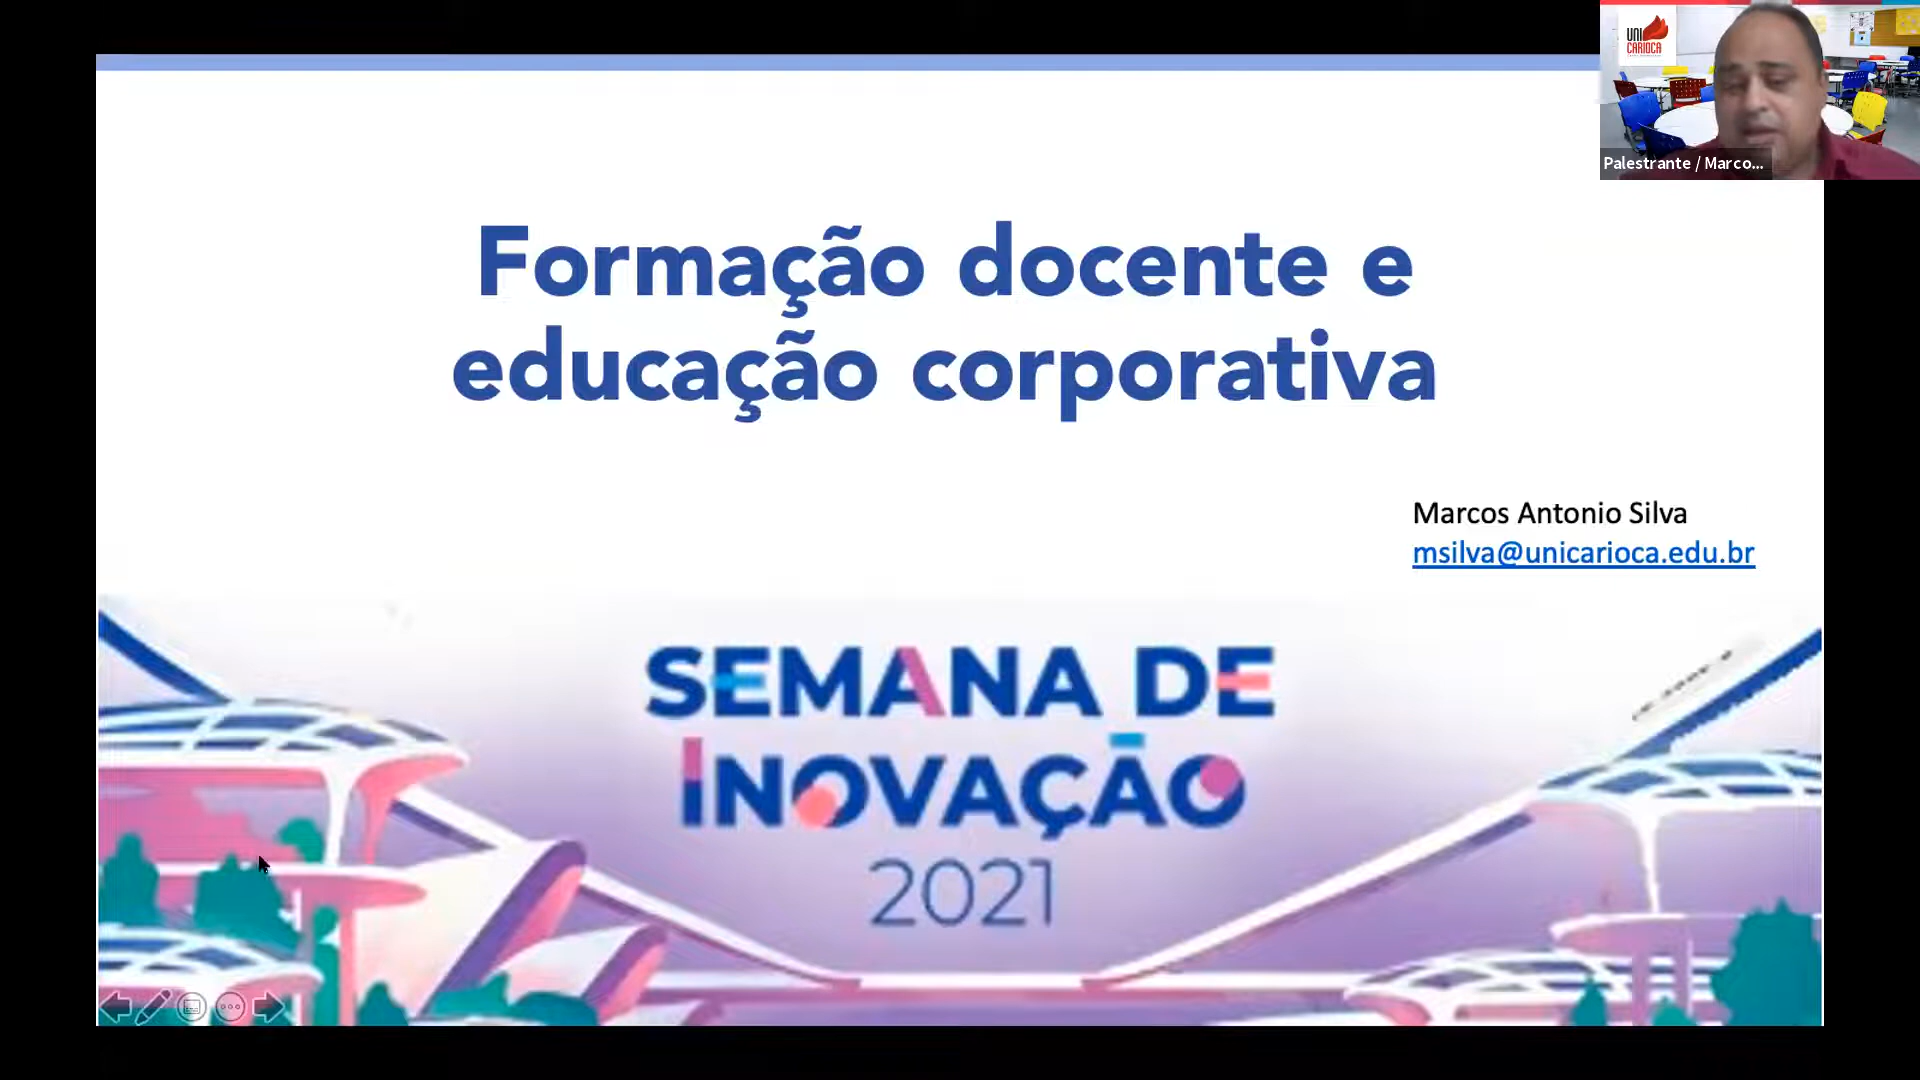 UNI
CARIOCA
Palestrante / Marco...
Formação docente e
educação corporativa
Marcos Antonio Silva
msilva@unicarioca.edu.br
SEMANA DE
INOVAÇÃO
2021